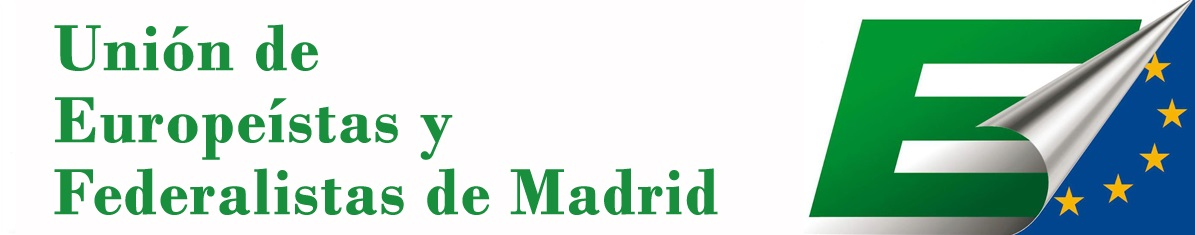 Unión de
Europeístas y
Federalistas de Madrid
E